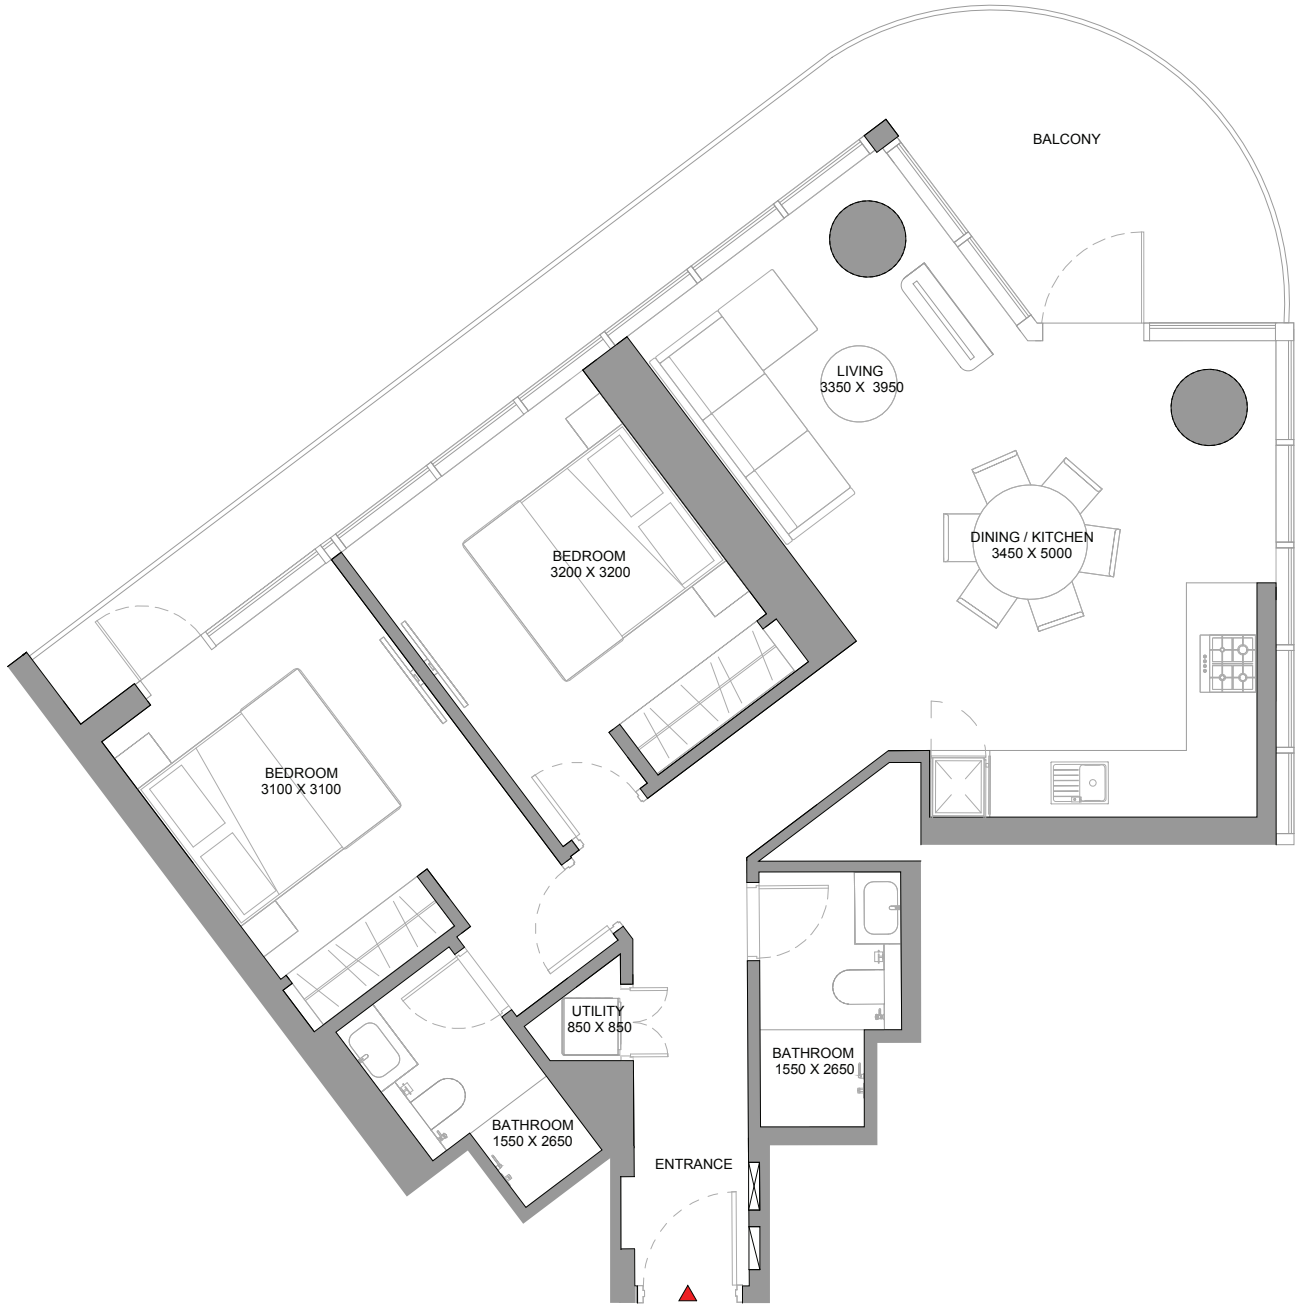 BALCONY
LIVING
3350 X 3950
DINING / KITCHEN
3450 X 5000
BEDROOM
3200 X 3200
BEDROOM
3100 X 3100
UTILITY
850 X 850
BATHROOM
1550 X 2650
BATHROOM
1550 X 2650
ENTRANCE